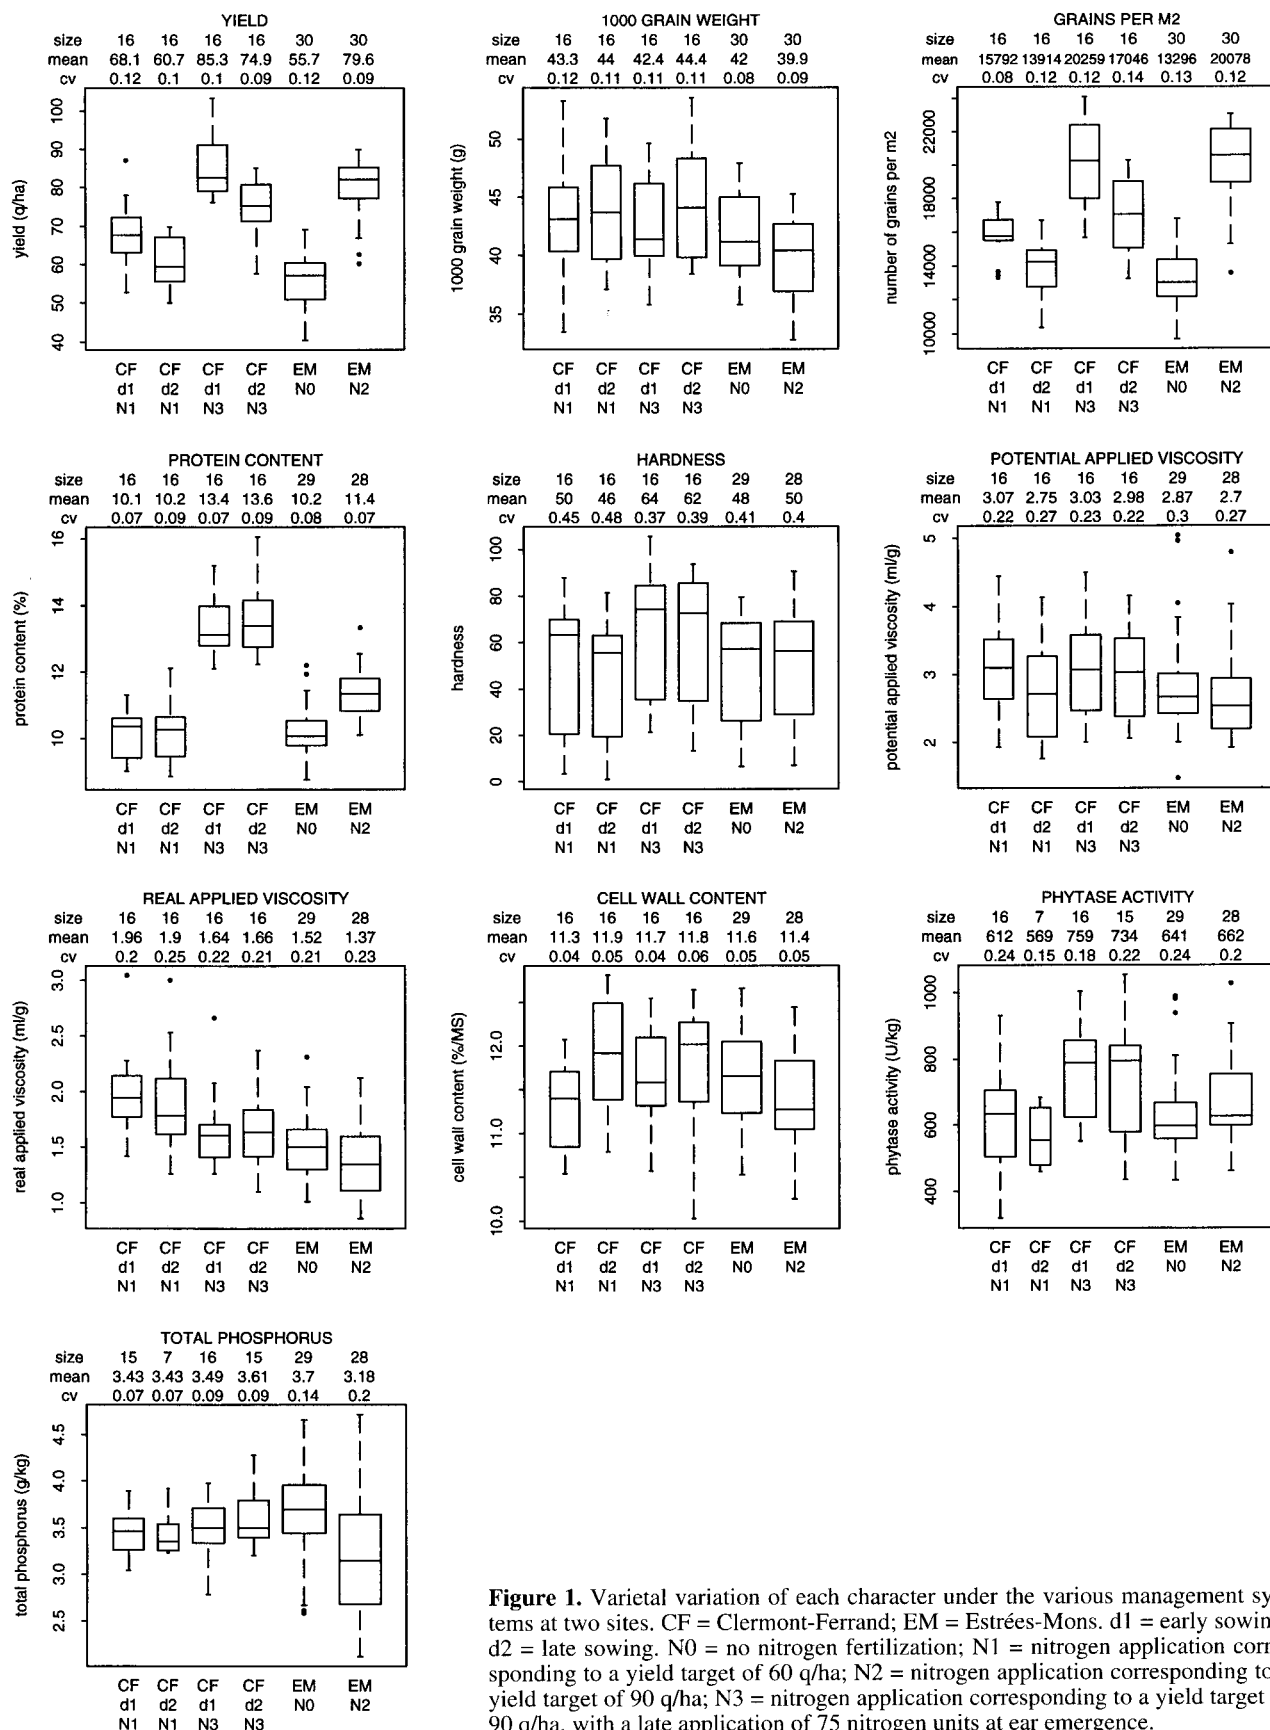 YIELD
size 16 16 16 16 30 30
mean 68.1 60.7 85.3 74.9 55.7 79.6
cv 0.12 0.1 0.1 0.09 0.12 0.09
yield (q/ha)
100
90
80
70
60
50
40
CF CF CF CF EM EM
d1 d2 d1 d2 N0 N2
N1 N1 N3 N3
1000 GRAIN WEIGHT
16 16 16 16 30 30
43.3 44 42.4 44.4 42 39.9
0.12 0.11 0.11 0.11 0.08 0.09
1000 grain weight (g)
50
45
40
35
CF CF CF CF EM EM
d1 d2 d1 d2 N0 N2
N1 N1 N3 N3
GRAINS PER M2
size 16 16 16 16 30 30
mean 15792 13914 20259 17046 13296 20078
cv 0.08 0.12 0.12 0.14 0.13 0.12
number of grains per m2
22000
18000
14000
10000
CF CF CF CF EM EM
d1 d2 d1 d2 N0 N2
N1 N1 N3 N3
PROTEIN CONTENT
size 16 16 16 16 29 28
mean 10.1 10.2 13.4 13.6 10.2 11.4
cv 0.07 0.09 0.07 0.09 0.08 0.07
protein content (%)
16
14
12
10
CF CF CF CF EM EM
d1 d2 d1 d2 N0 N2
N1 N1 N3 N3
HARDNESS
size 16 16 16 16 29 28
mean 50 46 64 62 48 50
cv 0.45 0.48 0.37 0.39 0.41 0.4
hardness
100
80
60
40
20
0
CF CF CF CF EM EM
d1 d2 d1 d2 N0 N2
N1 N1 N3 N3
POTENTIAL APPLIED VISCOSITY
size 16 16 16 16 29 28
mean 3.07 2.75 3.03 2.98 2.87 2.7
cv 0.22 0.27 0.23 0.22 0.3 0.27
potential applied viscosity (ml/g)
5
4
3
2
CF CF CF CF EM EM
d1 d2 d1 d2 N0 N2
N1 N1 N3 N3
REAL APPLIED VISCOSITY
size 16 16 16 16 29 28
mean 1.96 1.9 1.64 1.66 1.52 1.37
cv 0.2 0.25 0.22 0.21 0.21 0.23
real applied viscosity (ml/g)
3.0
2.5
2.0
1.5
1.0
CF CF CF CF EM EM
d1 d2 d1 d2 N0 N2
N1 N1 N3 N3
CELL WALL CONTENT
size 16 16 16 16 29 28
mean 11.3 11.9 11.7 11.8 11.6 11.4
cv 0.04 0.05 0.04 0.06 0.05 0.05
cell wall content (%/MS)
12.0
11.0
10.0
CF CF CF CF EM EM
d1 d2 d1 d2 N0 N2
N1 N1 N3 N3
PHYTASE ACTIVITY
size 16 7 16 15 29 28
mean 612 569 759 734 641 662
cv 0.24 0.15 0.18 0.22 0.24 0.2
phytase activity (U/kg)
1000
800
600
400
CF CF CF CF EM EM
d1 d2 d1 d2 N0 N2
N1 N1 N3 N3
TOTAL PHOSPHORUS
size 15 7 16 15 29 28
mean 3.43 3.43 3.49 3.61 3.7 3.18
cv 0.07 0.07 0.09 0.09 0.14 0.2
total phosphorus (g/kg)
4.5
4.0
3.5
3.0
2.5
CF CF CF CF EM EM
d1 d2 d1 d2 N0 N2
N1 N1 N3 N3
Figure 1. Varietal variation of each character under the various management sy
tems at two sites. CF = Clermont-Ferrand; EM = Estrées-Mons. d1 = early sowin
d2 = late sowing. N0 = no nitrogen fertilization; N1 = nitrogen application corr
sponding to a yield target of 60 q/ha; N2 = nitrogen application corresponding to
yield target of 90 q/ha; N3 = nitrogen application corresponding to a yield target
90 q/ha, with a late application of 75 nitrogen units at ear emergence.